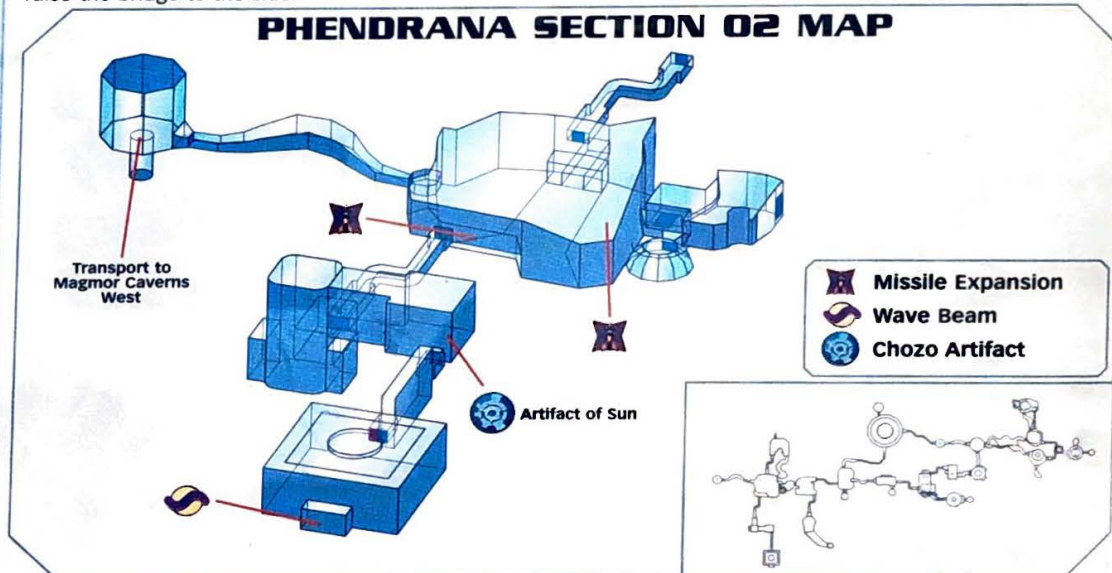 PHENDRANA SECTION 02 MAP
Transport to
Magmor Caverns
West
Missile Expansion
Wave Beam
Chozo Artifact
Artifact of Sun